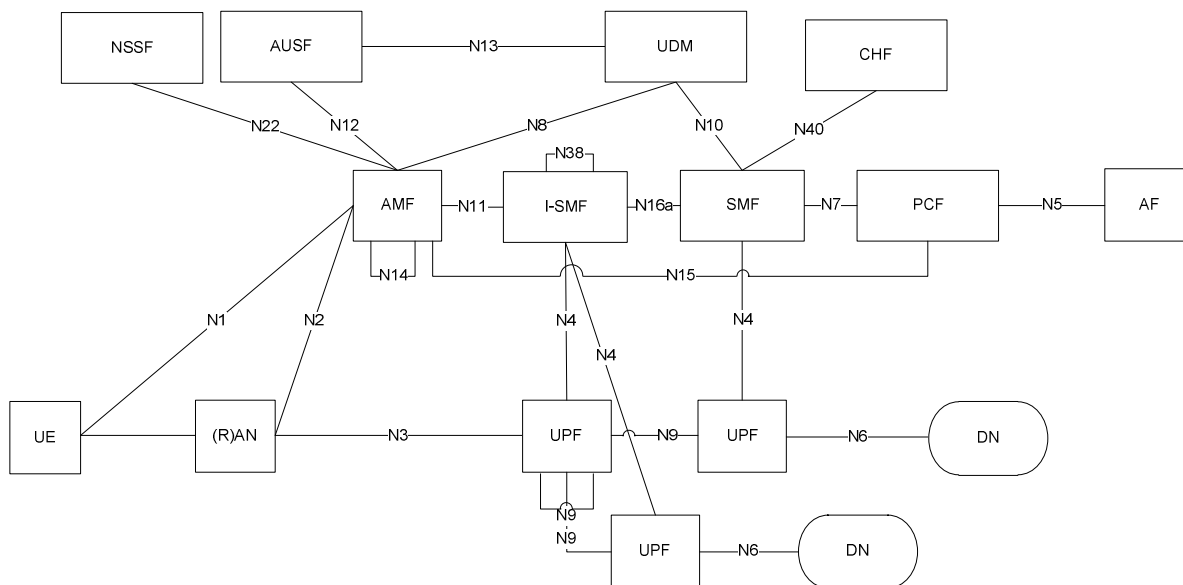 NSSF
AUSF
N13
UDM
CHF
N22
N12
N8
N10
N40
N38
AMF
N11
I-SMF
N16a
SMF
N7
PCF
N5
AF
N14
N15
N1
N2
N4
N4
N4
UE
(R)AN
N3
UPF
N9
UPF
N6
DN
N9
N9
UPF
N6
DN